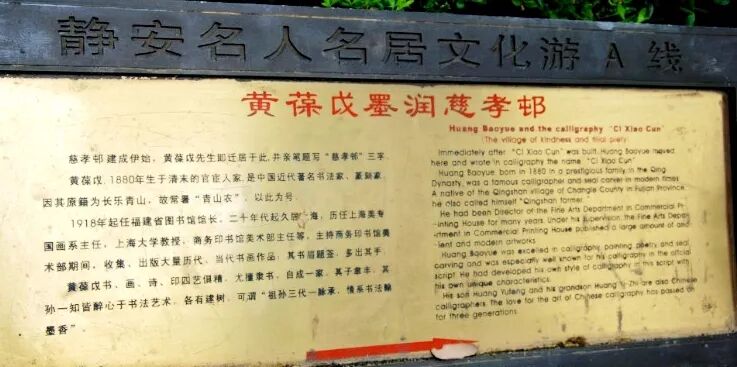 静安名人名居文化游 A 线
黄葆戉墨润慈孝邨
慈孝邨建成伊始，黄葆戉先生即迁居于此，并亲笔题写“慈孝邨”三字。
黄葆戉，1880年生于清末的官宦人家，是中国近代著名书法家、篆刻家，
因其原籍为长乐青山，故常署“青山农”，以此为号。
1918年起任福建省图书馆馆长，二十年代起久居 海，历任上海美专
国画系主任，上海大学教授，商务印书馆美术部主任等。主持商务印书馆美
术部期间，收集、出版大量历代、当代书画作品，其书眉题签，多出其手。
黄葆戉书、画、诗、印四艺俱精，尤擅隶书，自成一家。其子聿丰，其
孙一知皆醉心于书法艺术，各有建树，可谓“祖孙三代一脉承，情系书法翰
墨香”。
Huang Baoyue and the calligraphy “Ci Xiao Cun”
(The village of kindness and filial piety)
Immediately after “Ci Xiao Cun” was built, Huang Baoyue moved
here and wrote in calligraphy the name “Ci Xiao Cun”
Huang Baoyue, born in 1880 in a prestigious family in the Qing
Dynasty, was a famous calligrapher and seal carver in modern times.
A native of the Qingshan village of Changle County in Fujian Province,
he also called himself “Qingshan farmer”.
He had been Director of the Fine Arts Department in Commercial Pr-
inting House for many years. Under his supervision, the Fine Depa-
rtment in Commercial Printing House published a large amount of anc-
ient and modern artworks.
Huang Baoyue was excelled in calligraphy, painting, poetry and seal
carving and was especially well known for his calligraphy in the official
script. He had developed his own style of calligraphy in this script with
his own unique characteristics.
His son Huang Yufeng and his grandson Huang Yi Zhi are also Chinese
calligraphers. The love for the art of Chinese calligraphy has passed on
for three generations.